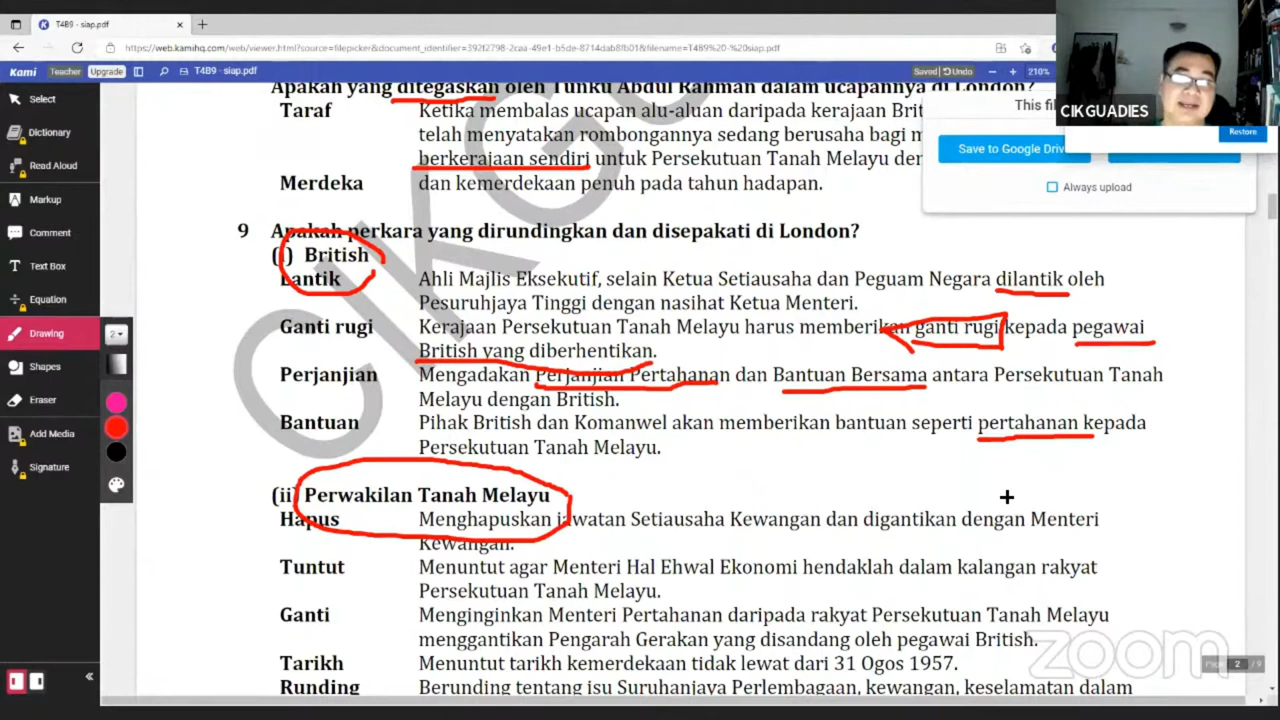 T4B9 - siap.pdf
https://web.kamihq.com/web/viewer.html?source=filepicker&document_identifier=392f2798-2caa-49e1-b5de-8714dab8fb01&filename=T4B9%20-%20siap.pdf
Kami Teacher Upgrade T4B9 - siap.pdf Saved Undo 210%
Select
Dictionary
Read Aloud
Markup
Comment
Text Box
Equation
Drawing 2
Shapes
Eraser
Add Media
Signature
This fil
CIKGUADIES
Restore
Save to Google Driv
Always upload
Apakah yang ditegaskan oleh Tunku Abdul Rahman dalam ucapannya di London?
Taraf Ketika membalas ucapan alu-aluan daripada kerajaan Bri
telah menyatakan rombongannya sedang berusaha bagi m
berkerajaan sendiri untuk Persekutuan Tanah Melayu den
Merdeka dan kemerdekaan penuh pada tahun hadapan.
9 Apakah perkara yang dirundingkan dan disepakati di London?
(i) British
Lantik Ahli Majlis Eksekutif, selain Ketua Setiausaha dan Peguam Negara dilantik oleh
Pesuruhjaya Tinggi dengan nasihat Ketua Menteri.
Ganti rugi Kerajaan Persekutuan Tanah Melayu harus memberikan ganti rugi kepada pegawai
British yang diberhentikan.
Perjanjian Mengadakan Perjanjian Pertahanan dan Bantuan Bersama antara Persekutuan Tanah
Melayu dengan British.
Bantuan Pihak British dan Komanwel akan memberikan bantuan seperti pertahanan kepada
Persekutuan Tanah Melayu.
(ii) Perwakilan Tanah Melayu
Hapus Menghapuskan jawatan Setiausaha Kewangan dan digantikan dengan Menteri
Kewangan.
Tuntut Menuntut agar Menteri Hal Ehwal Ekonomi hendaklah dalam kalangan rakyat
Persekutuan Tanah Melayu.
Ganti Menginginkan Menteri Pertahanan daripada rakyat Persekutuan Tanah Melayu
menggantikan Pengarah Gerakan yang disandang oleh pegawai British.
Tarikh Menuntut tarikh kemerdekaan tidak lewat dari 31 Ogos 1957.
Runding Berunding tentang isu Suruhanjaya Perlembagaan, kewangan, keselamatan dalam
CIKGU
zoom
Page 2 / 9